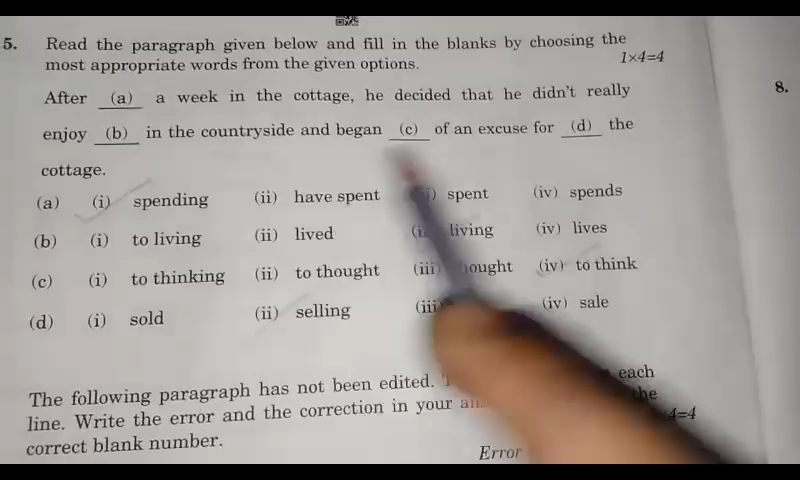 5. Read the paragraph given below and fill in the blanks by choosing the
most appropriate words from the given options. 1×4=4
8.
After (a) a week in the cottage, he decided that he didn't really
enjoy (b) in the countryside and began (c) of an excuse for (d) the
cottage.
(a) (i) spending (ii) have spent spent (iv) spends
(b) (i) to living (ii) lived living (iv) lives
(c) (i) to thinking (ii) to thought (iii) (iv) to think
(d) (i) sold (ii) selling (iii) (iv) sale
The following paragraph has not been edited. each
line. Write the error and the correction in your the
correct blank number. 4=4
Error